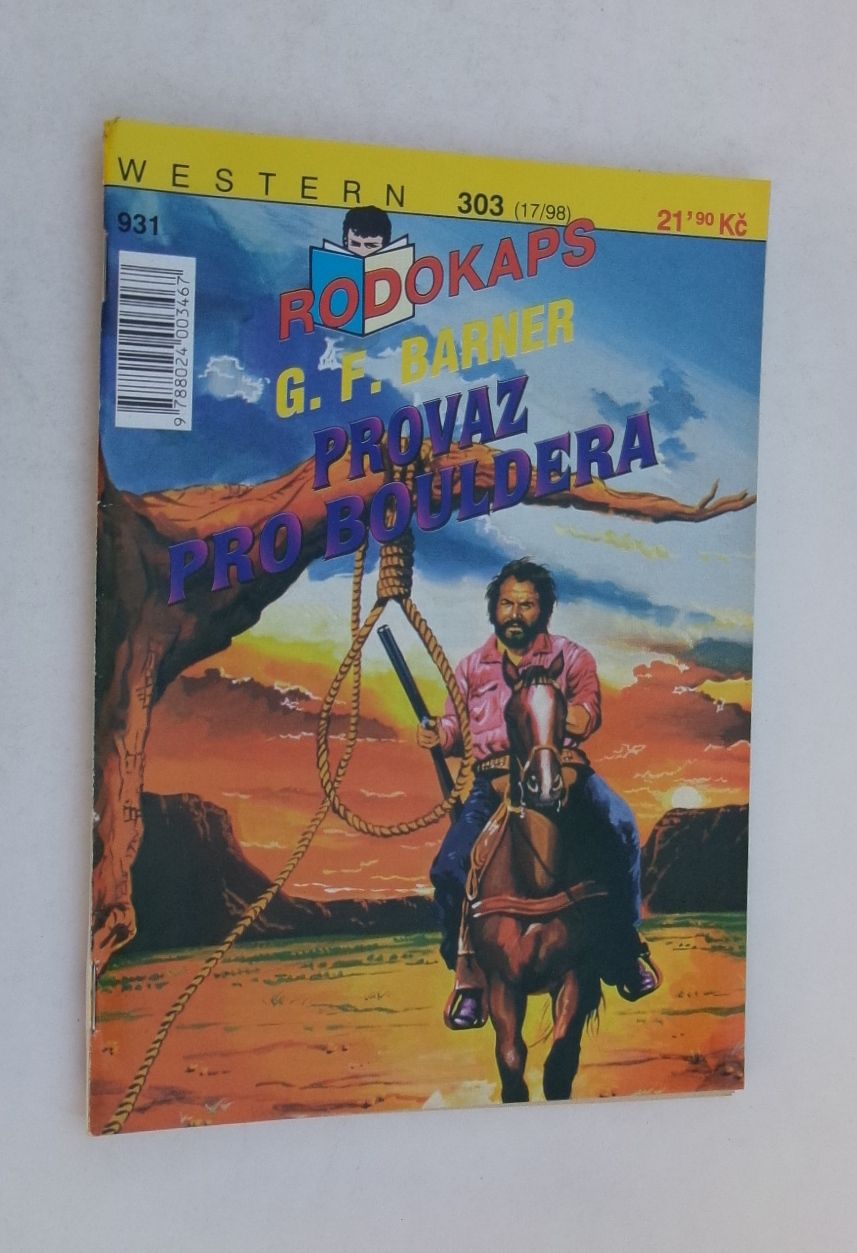 WESTERN 303 (17/98) 21'90 Kč
931
RODOKAPS
9 788024 003467
G. F. BARNER
PROVAZ
PRO BOULDERA